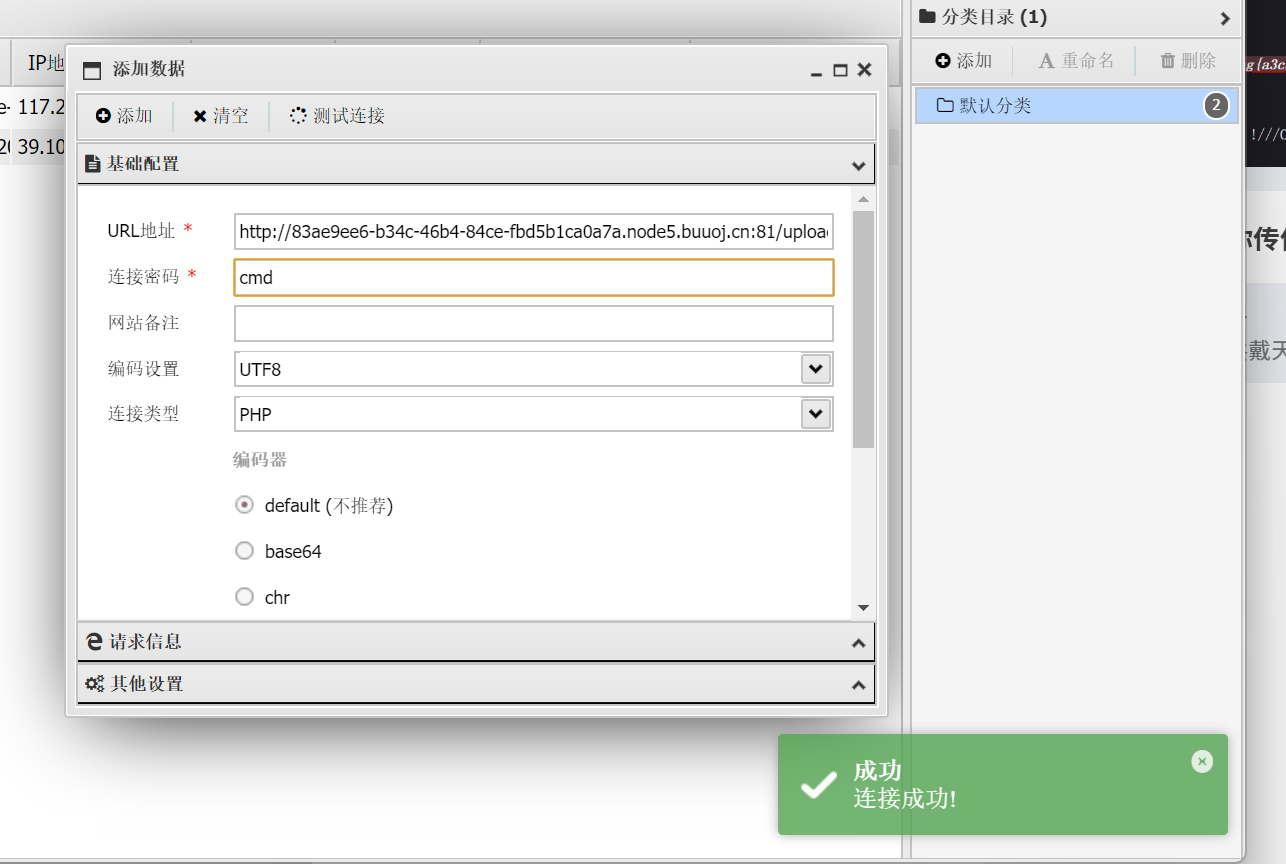 IP地
e- 117.2
39.10
添加数据
添加 清空 测试连接
基础配置
URL地址 * http://83ae9ee6-b34c-46b4-84ce-fbd5b1ca0a7a.node5.buuoj.cn:81/uploa
连接密码 * cmd
网站备注
编码设置 UTF8
连接类型 PHP
编码器
default (不推荐)
base64
chr
请求信息
其他设置
分类目录 (1)
添加 重命名 删除
默认分类 2
g{a3c
!///
你传
戴天
成功
连接成功!